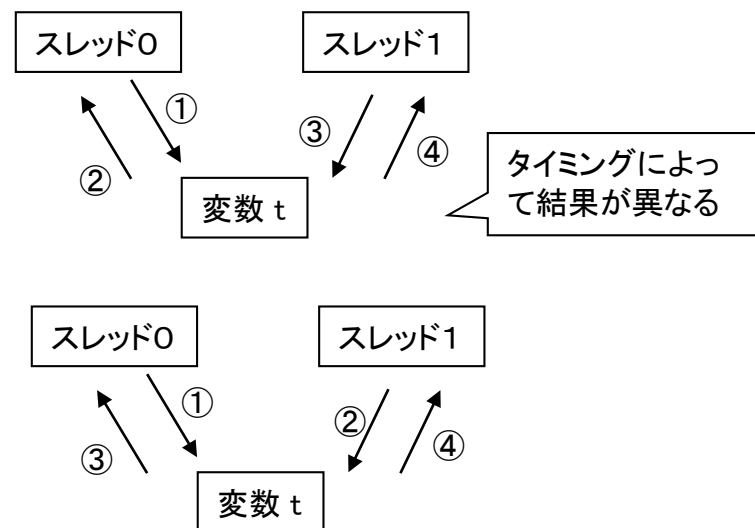 スレッド0
スレッド1
①
②
③
④
変数 t
タイミングによっ
て結果が異なる
スレッド0
スレッド1
①
③
②
④
変数 t